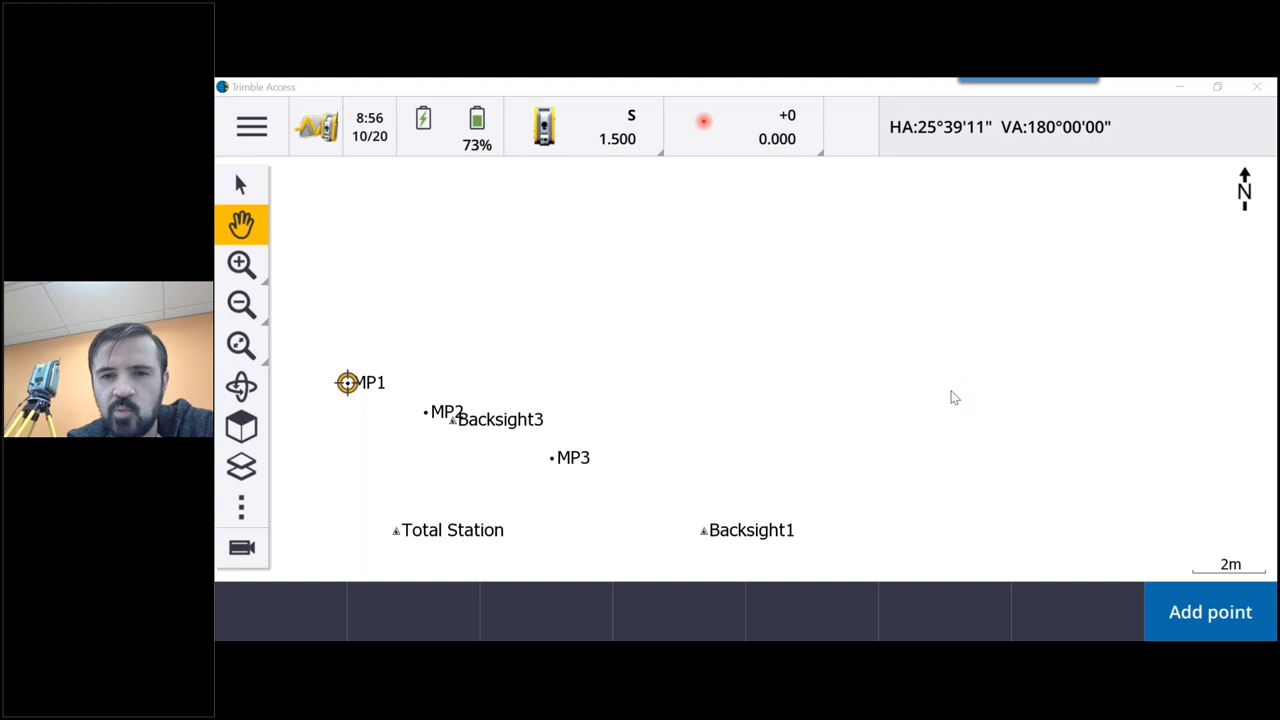 Trimble Access
8:56
10/20
73%
S
1.500
+0
0.000
HA:25°39'11" VA:180°00'00"
N
MP1
MP2
Backsight3
MP3
Total Station
Backsight1
2m
Add point